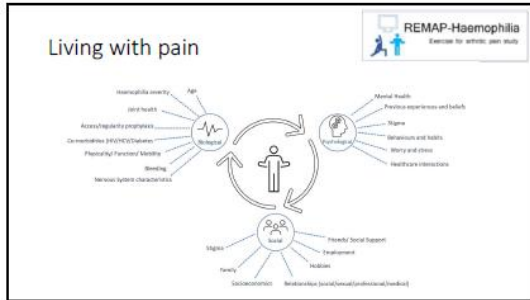 Living with pain
REMAP-Haemophilia
Exercise for arthritic pain study
Haemophilia severity
Age
Joint health
Access/regularity prophylaxis
Co-morbidities (HIV/HCV/Diabetes)
Physicality/ Function/ Mobility
Bleeding
Nervous System characteristics
Biological
Mental Health
Previous experiences and beliefs
Stigma
Behaviours and habits
Worry and stress
Healthcare interactions
Psychological
Social
Stigma
Family
Socioeconomics
Friends/ Social Support
Employment
Hobbies
Relationships (social/sexual/professional/medical)